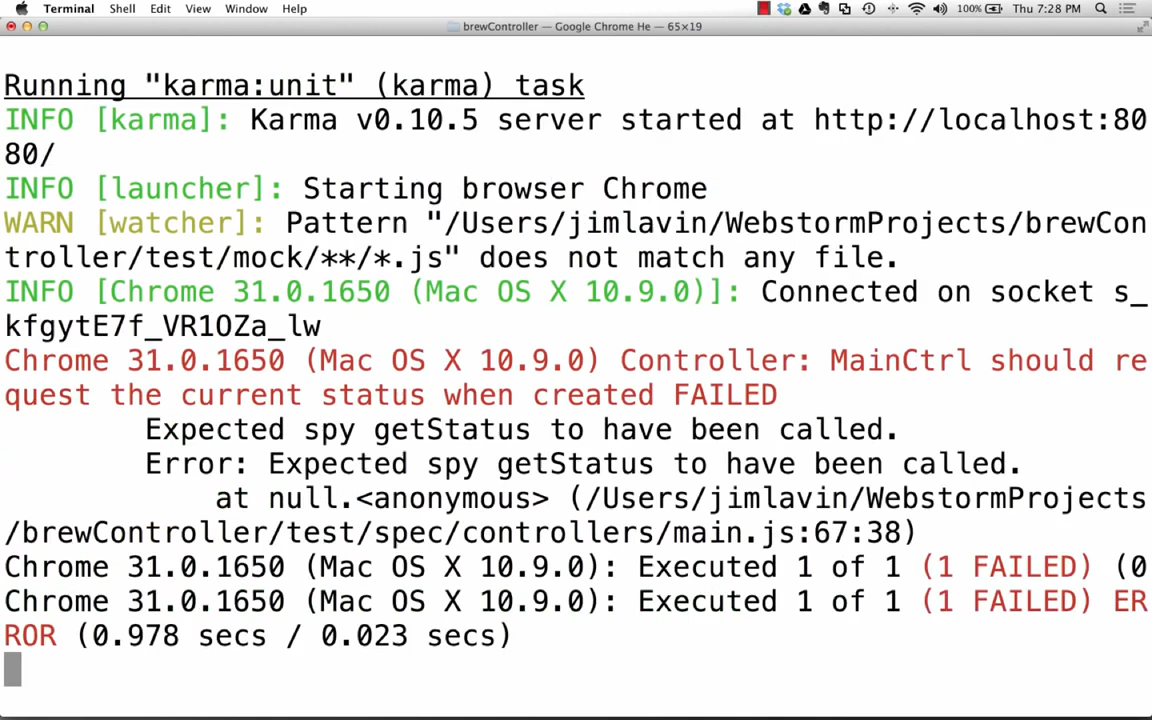 Terminal Shell Edit View Window Help 100% Thu 7:28 PM
brewController — Google Chrome He — 65×19
Running "karma:unit" (karma) task
INFO [karma]: Karma v0.10.5 server started at http://localhost:80
80/
INFO [launcher]: Starting browser Chrome
WARN [watcher]: Pattern "/Users/jimlavin/WebstormProjects/brewCon
troller/test/mock/**/*.js" does not match any file.
INFO [Chrome 31.0.1650 (Mac OS X 10.9.0)]: Connected on socket s_
kfgytE7f_VR1OZa_lw
Chrome 31.0.1650 (Mac OS X 10.9.0) Controller: MainCtrl should re
quest the current status when created FAILED
Expected spy getStatus to have been called.
Error: Expected spy getStatus to have been called.
at null.<anonymous> (/Users/jimlavin/WebstormProjects
/brewController/test/spec/controllers/main.js:67:38)
Chrome 31.0.1650 (Mac OS X 10.9.0): Executed 1 of 1 (1 FAILED) (0
Chrome 31.0.1650 (Mac OS X 10.9.0): Executed 1 of 1 (1 FAILED) ER
ROR (0.978 secs / 0.023 secs)